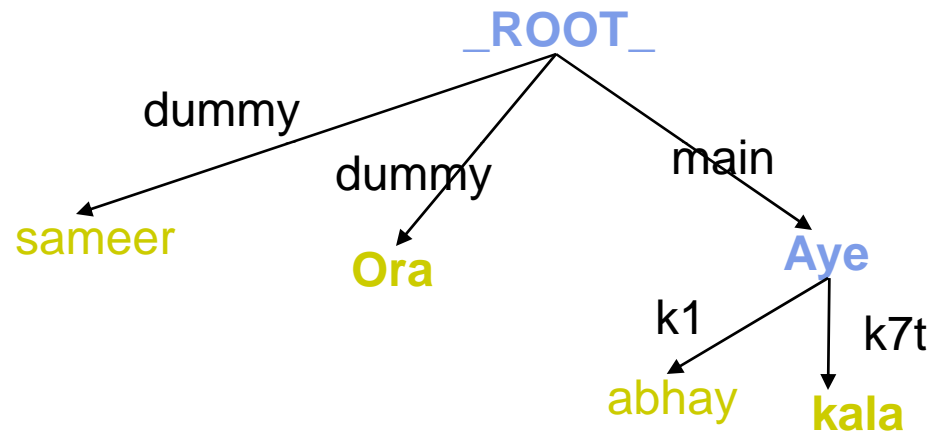 _ROOT_
dummy
dummy
main
sameer
Ora
Aye
k1
k7t
abhay
kala